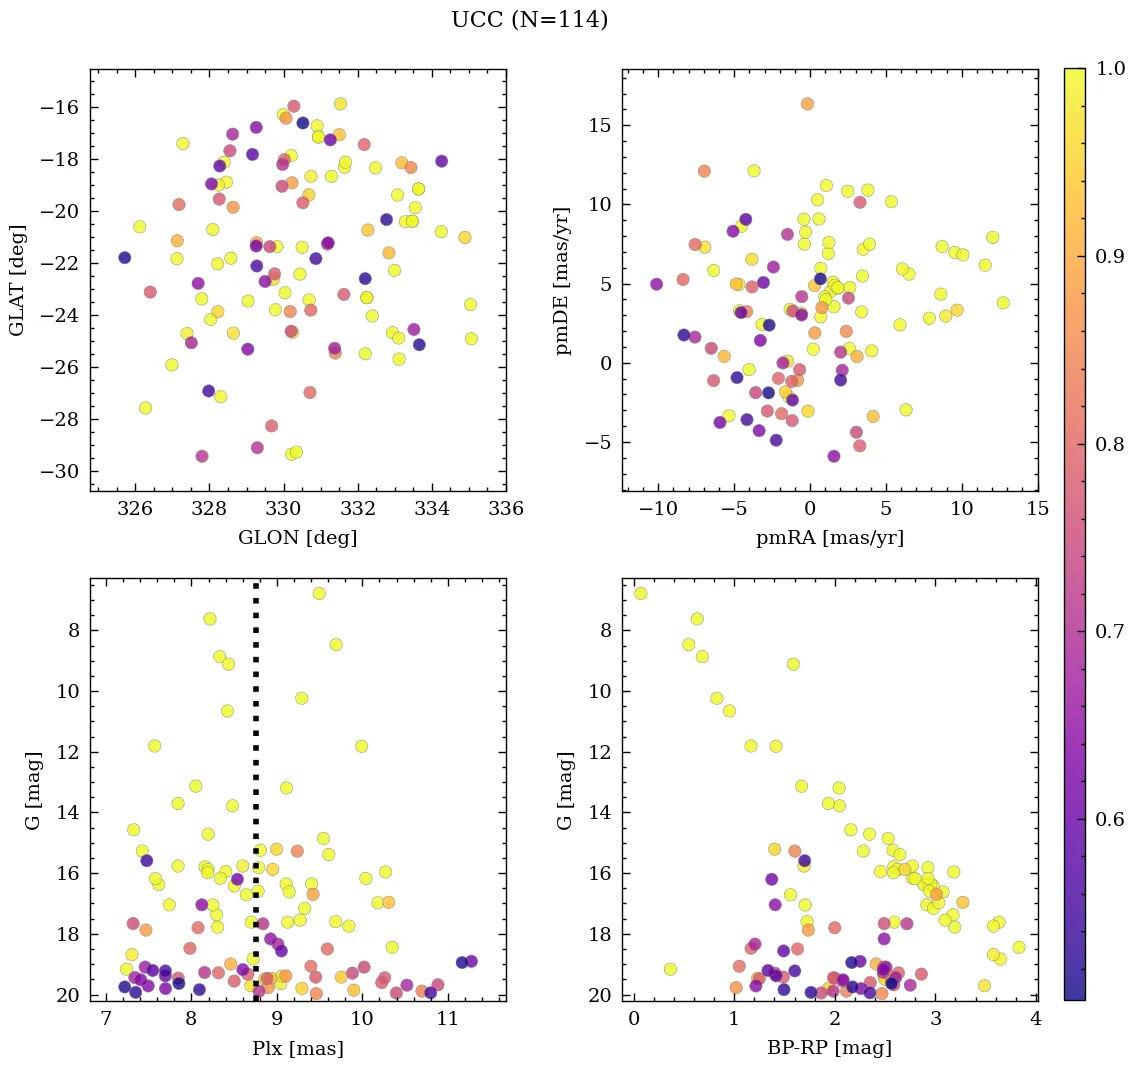 UCC (N=114)
−16
−18
−20
−22
−24
−26
−28
−30
GLAT [deg]
326 328 330 332 334 336
GLON [deg]
15
10
5
0
−5
pmDE [mas/yr]
−10 −5 0 5 10 15
pmRA [mas/yr]
1.0
0.9
0.8
0.7
0.6
8
10
12
14
16
18
20
G [mag]
7 8 9 10 11
Plx [mas]
8
10
12
14
16
18
20
G [mag]
0 1 2 3 4
BP-RP [mag]